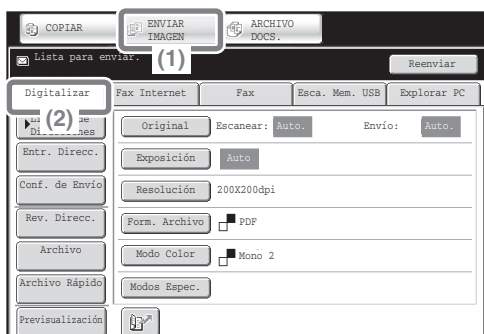 COPIAR
ENVIAR
IMAGEN
ARCHIVO
DOCS.
Lista para enviar.
(1)
Reenviar
Digitalizar
Fax Internet
Fax
Esca. Mem. USB
Explorar PC
(2)
Original
Escanear:
Auto.
Envío:
Auto.
Entr. Direcc.
Exposición
Auto
Conf. de Envío
Resolución
200X200dpi
Rev. Direcc.
Form. Archivo
PDF
Archivo
Modo Color
Mono 2
Archivo Rápido
Modos Espec.
Previsualización